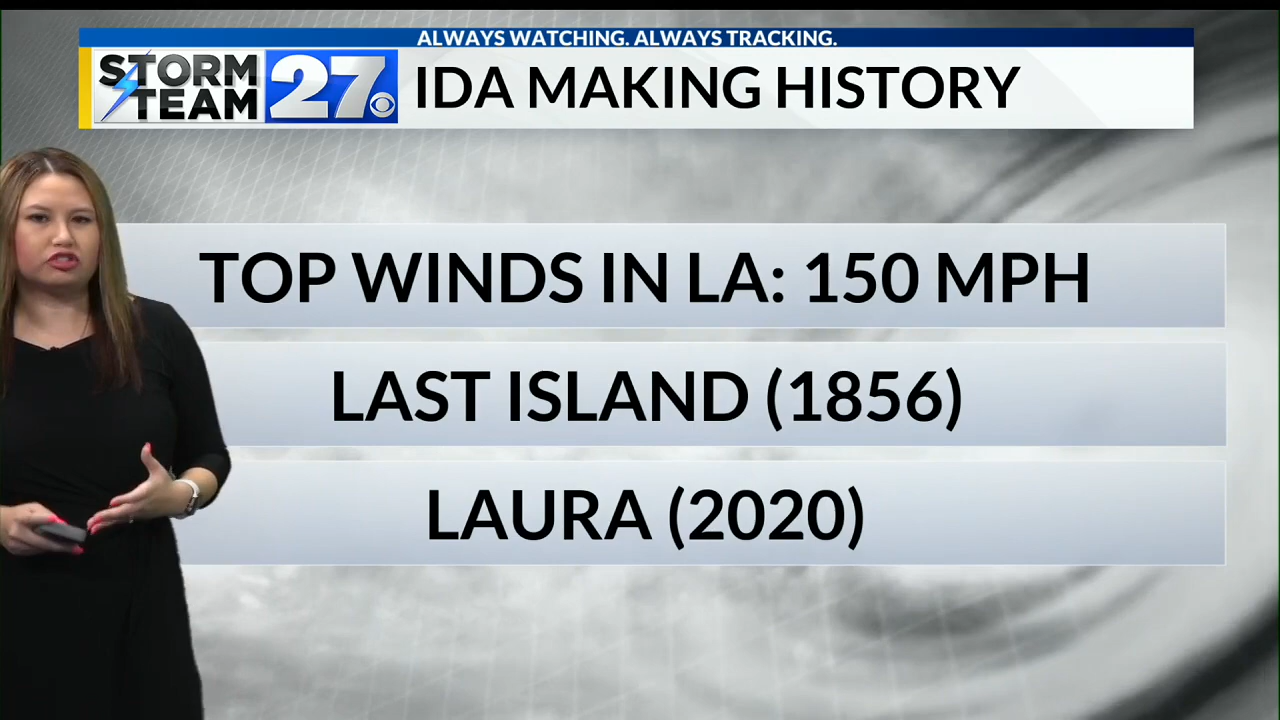 ALWAYS WATCHING. ALWAYS TRACKING.
STORM
TEAM
27
IDA MAKING HISTORY
TOP WINDS IN LA: 150 MPH
LAST ISLAND (1856)
LAURA (2020)